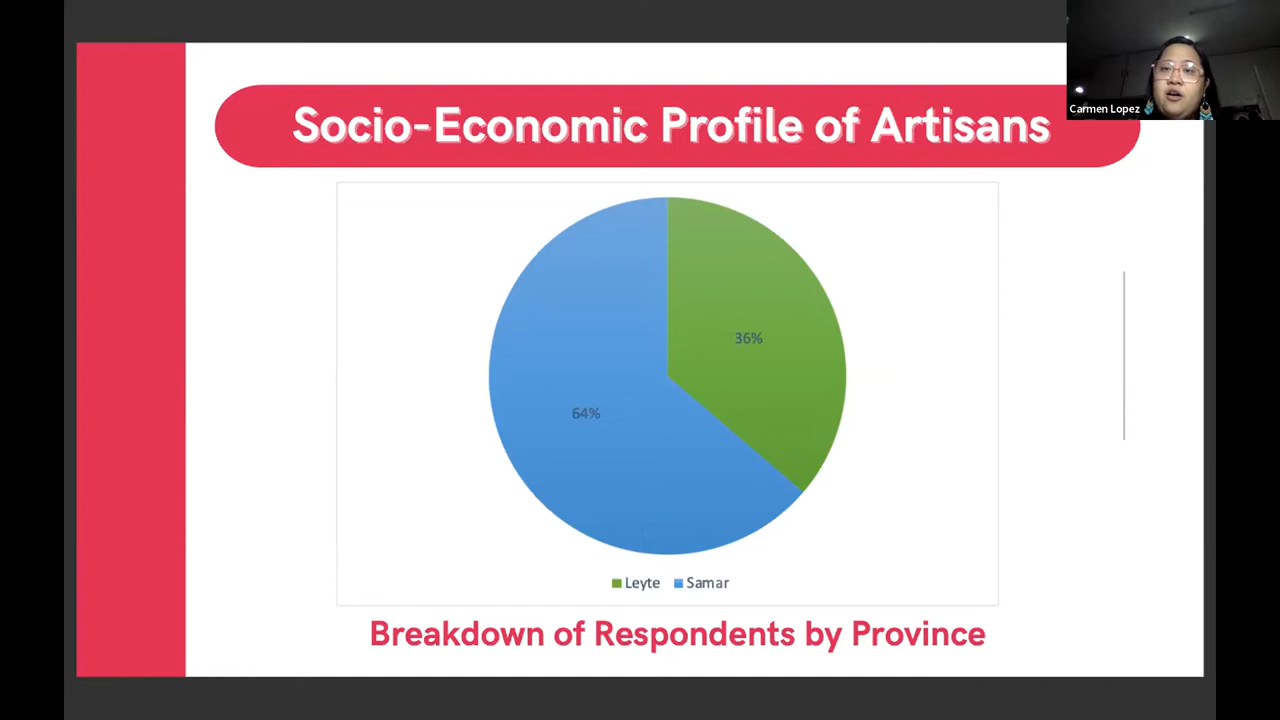 Socio-Economic Profile of Artisans
Carmen Lopez
36%
64%
Leyte Samar
Breakdown of Respondents by Province